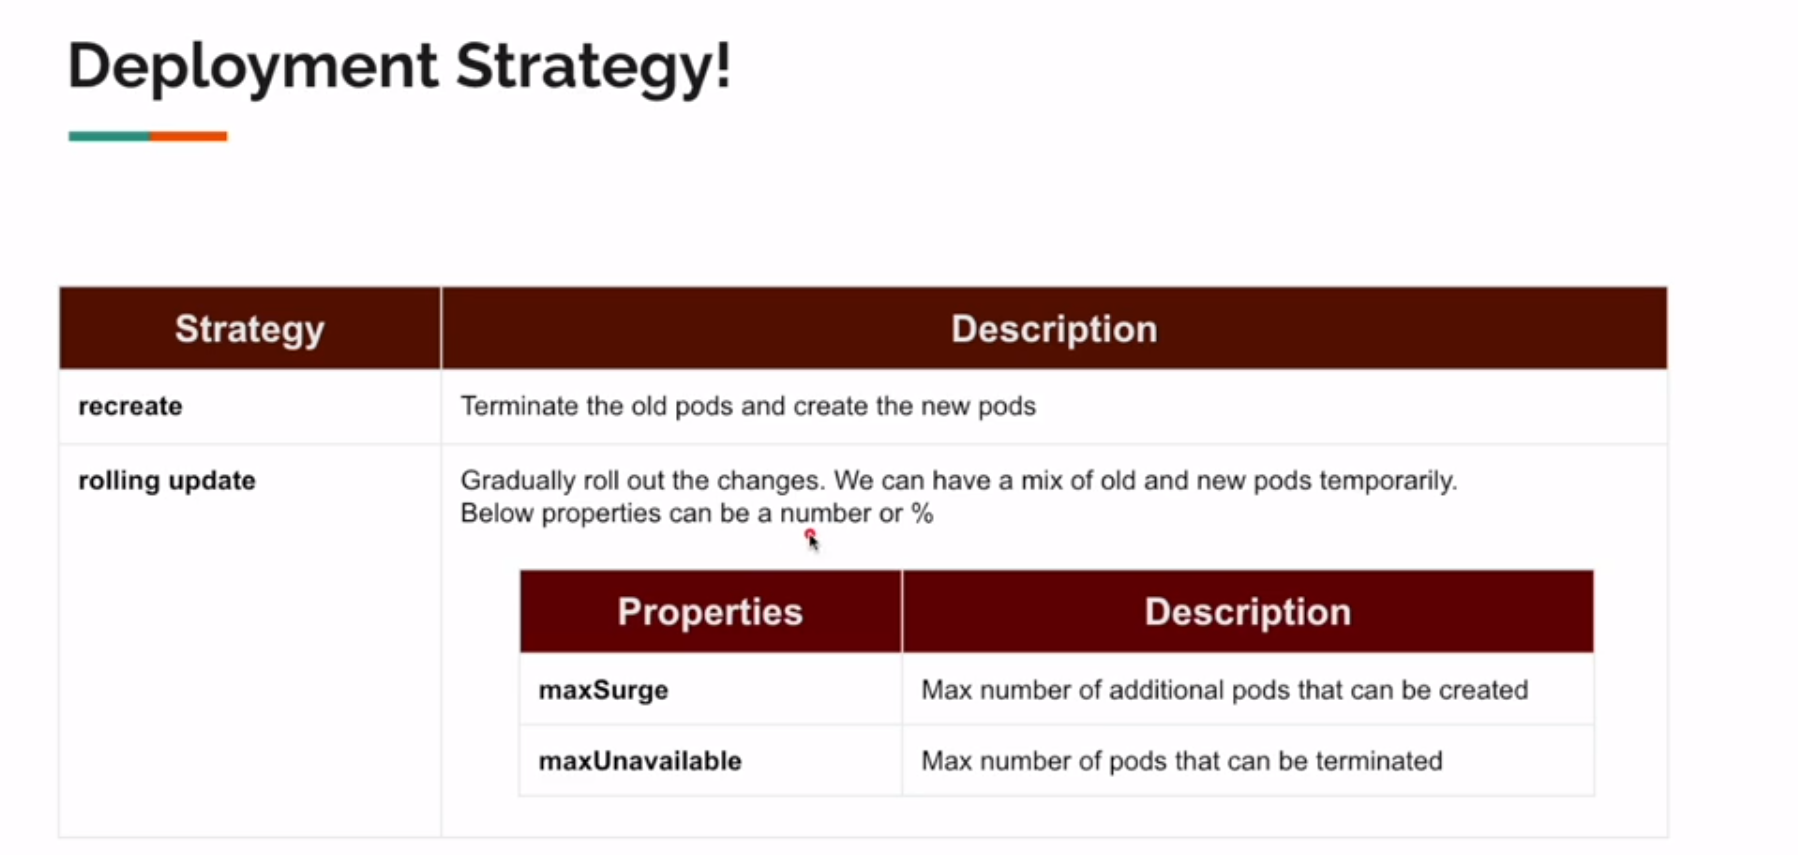 Deployment Strategy!
Strategy
Description
recreate
Terminate the old pods and create the new pods
rolling update
Gradually roll out the changes. We can have a mix of old and new pods temporarily.
Below properties can be a number or %
Properties
Description
maxSurge
Max number of additional pods that can be created
maxUnavailable
Max number of pods that can be terminated